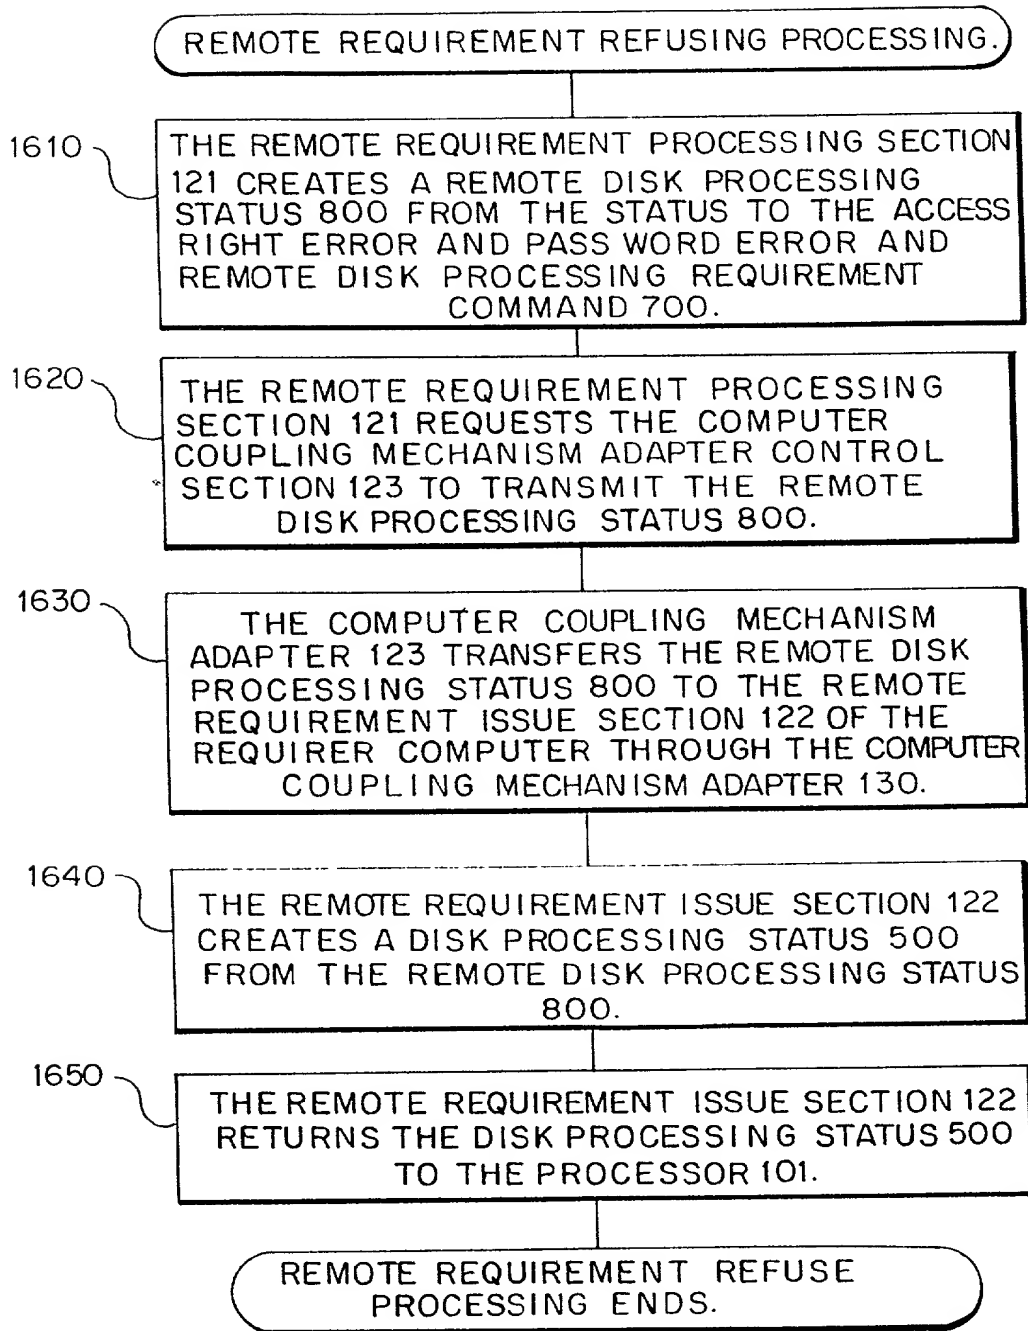 REMOTE REQUIREMENT REFUSING PROCESSING.
1610
THE REMOTE REQUIREMENT PROCESSING SECTION
121 CREATES A REMOTE DISK PROCESSING
STATUS 800 FROM THE STATUS TO THE ACCESS
RIGHT ERROR AND PASS WORD ERROR AND
REMOTE DISK PROCESSING REQUIREMENT
COMMAND 700.
1620
THE REMOTE REQUIREMENT PROCESSING
SECTION 121 REQUESTS THE COMPUTER
COUPLING MECHANISM ADAPTER CONTROL
SECTION 123 TO TRANSMIT THE REMOTE
DISK PROCESSING STATUS 800.
1630
THE COMPUTER COUPLING MECHANISM
ADAPTER 123 TRANSFERS THE REMOTE DISK
PROCESSING STATUS 800 TO THE REMOTE
REQUIREMENT ISSUE SECTION 122 OF THE
REQUIRER COMPUTER THROUGH THE COMPUTER
COUPLING MECHANISM ADAPTER 130.
1640
THE REMOTE REQUIREMENT ISSUE SECTION 122
CREATES A DISK PROCESSING STATUS 500
FROM THE REMOTE DISK PROCESSING STATUS
800.
1650
THE REMOTE REQUIREMENT ISSUE SECTION 122
RETURNS THE DISK PROCESSING STATUS 500
TO THE PROCESSOR 101.
REMOTE REQUIREMENT REFUSE
PROCESSING ENDS.